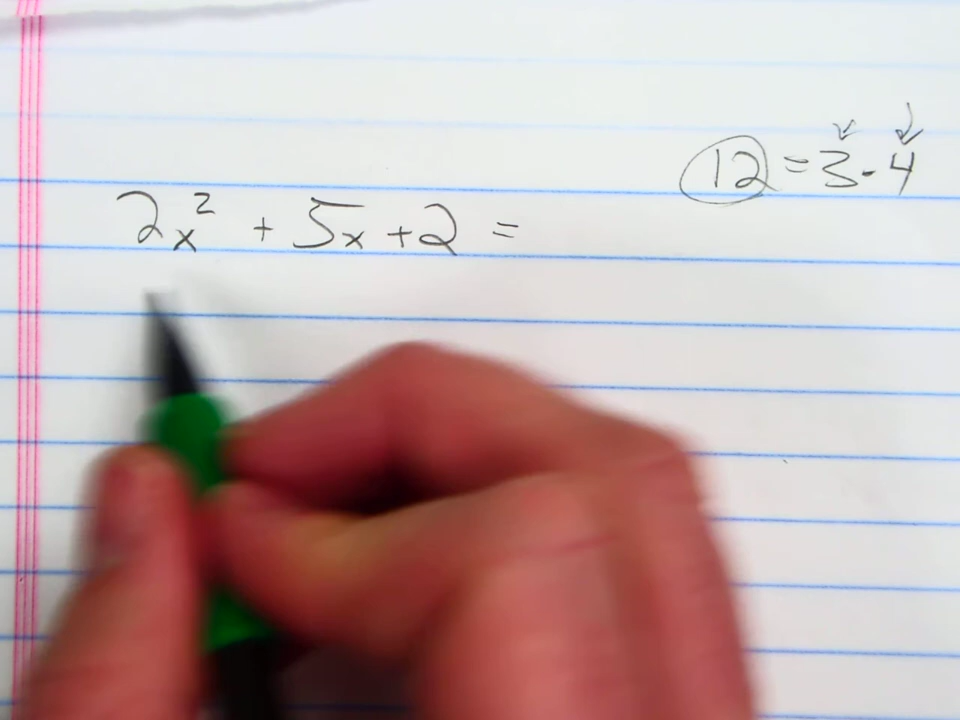 12 = 3 · 4
2x² + 5x + 2 =